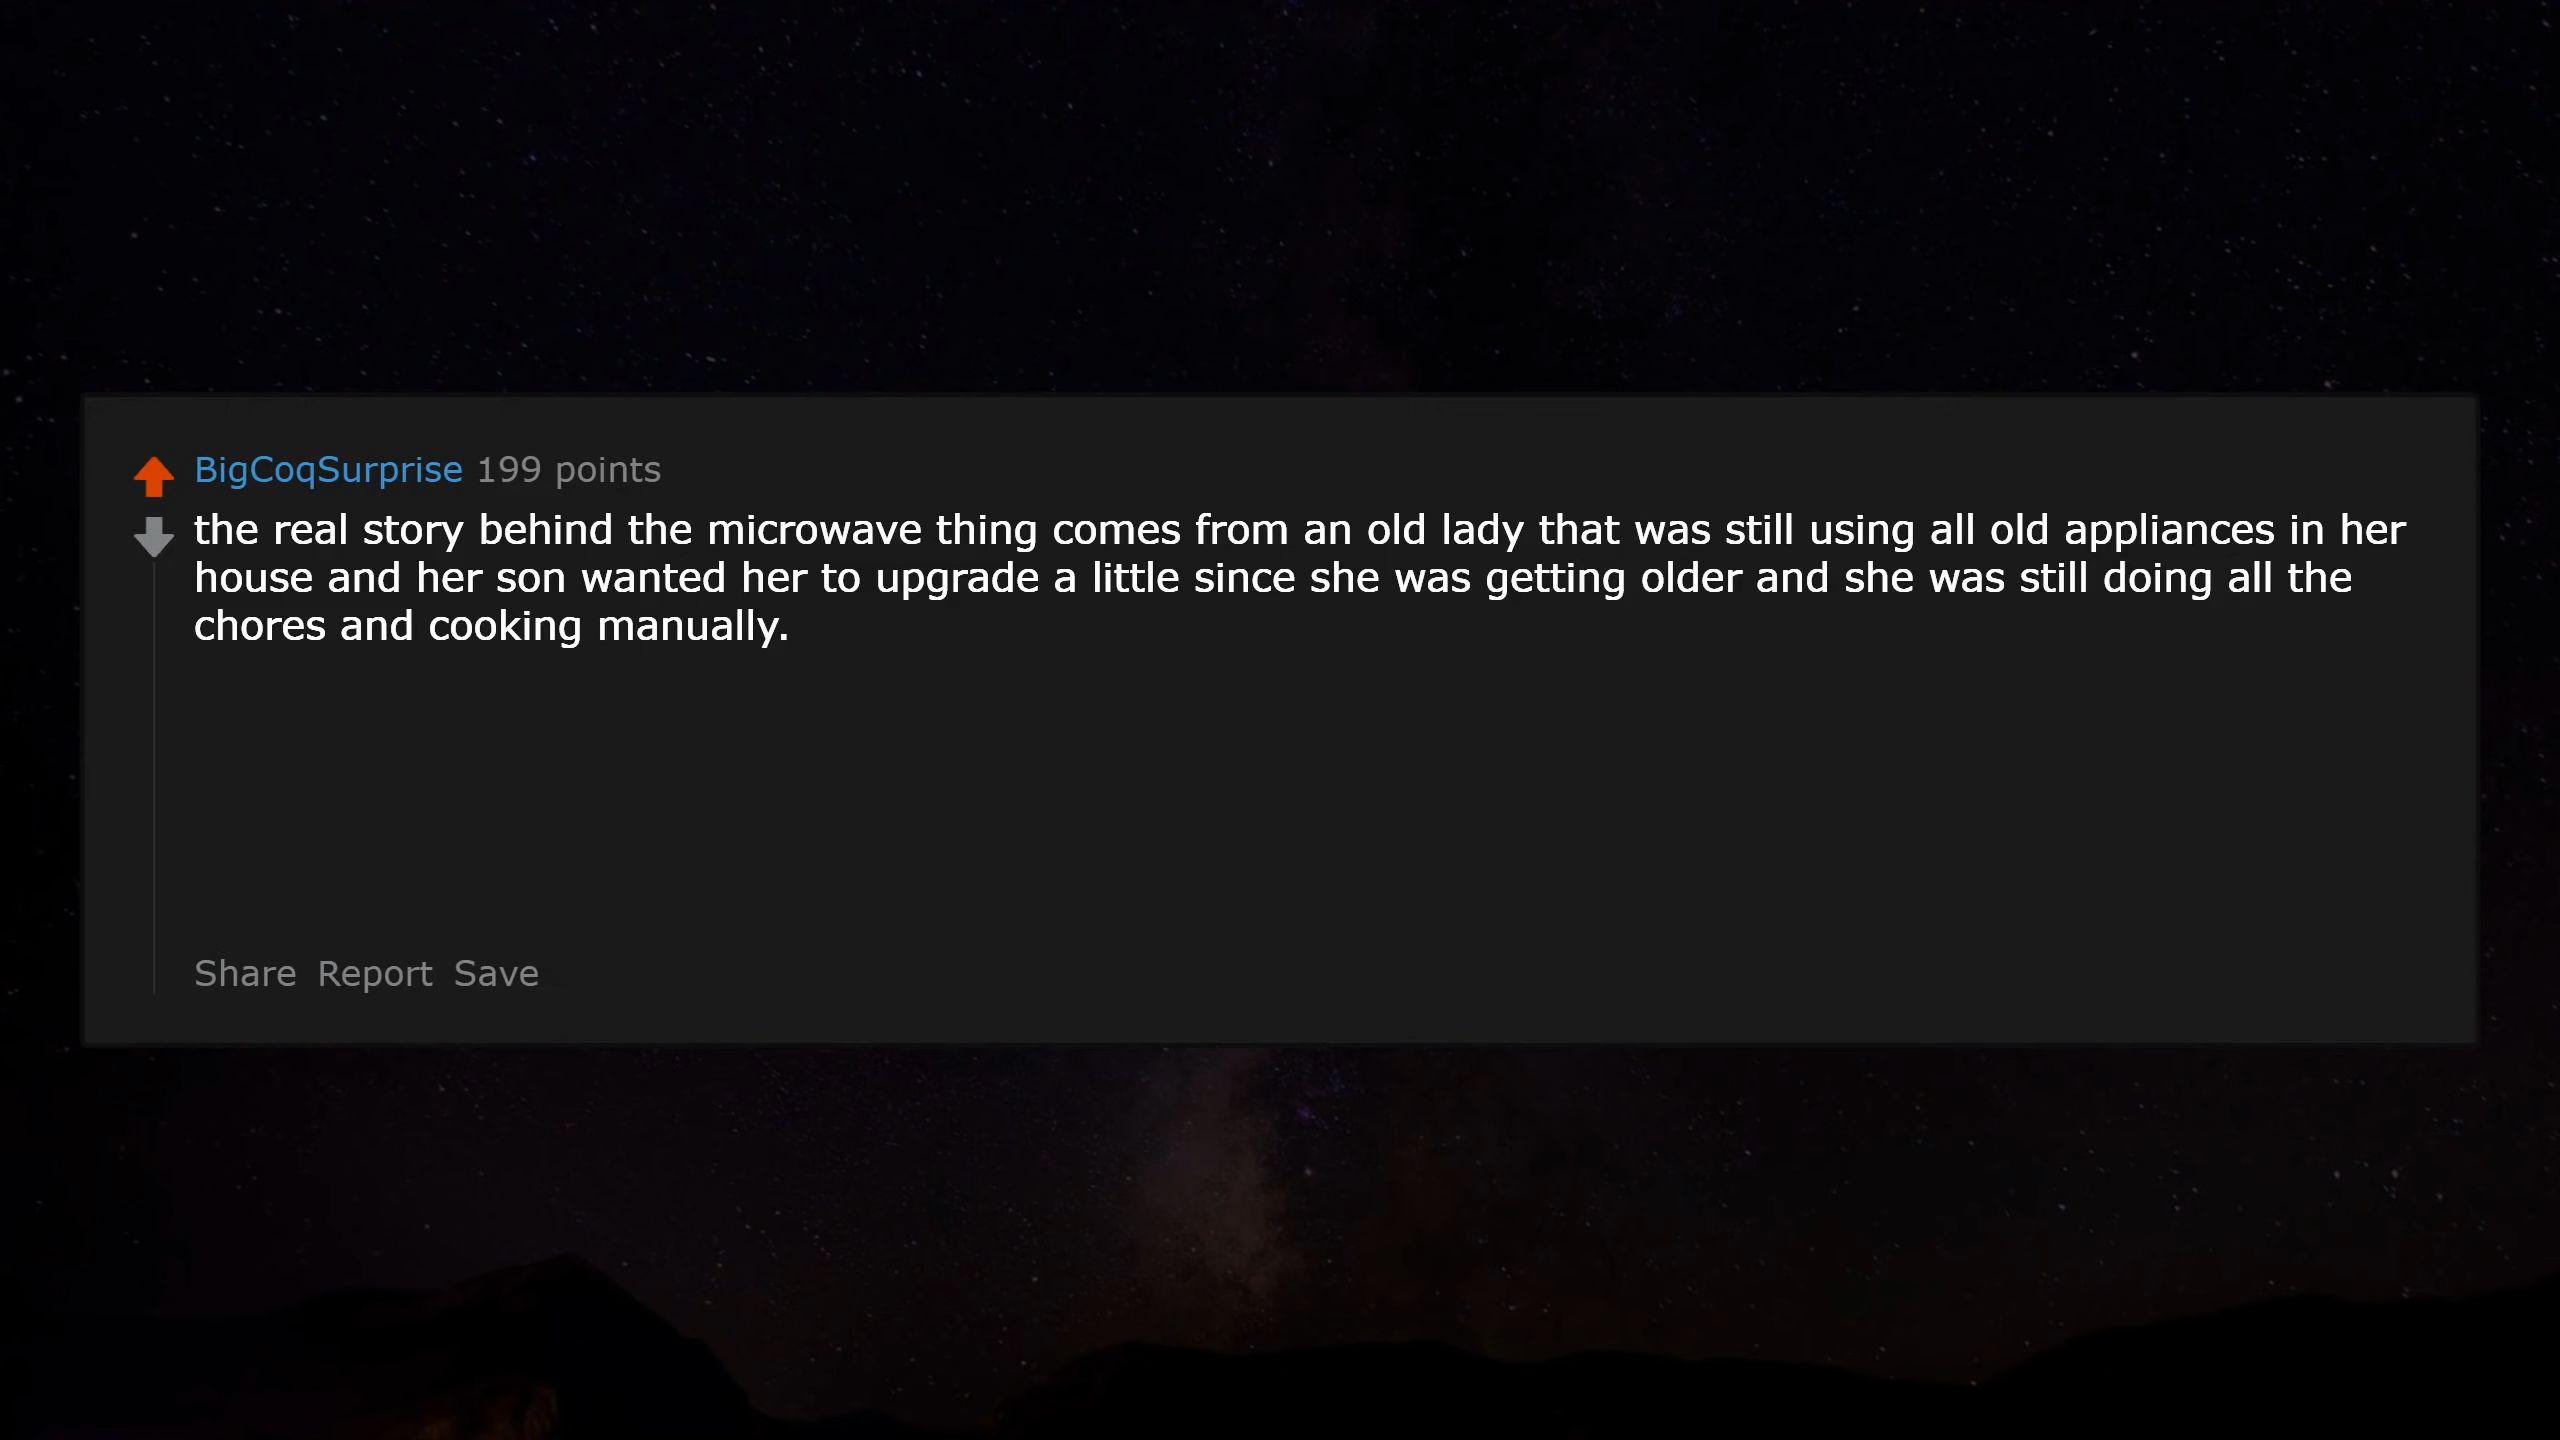 BigCoqSurprise 199 points
the real story behind the microwave thing comes from an old lady that was still using all old appliances in her
house and her son wanted her to upgrade a little since she was getting older and she was still doing all the
chores and cooking manually.
Share Report Save